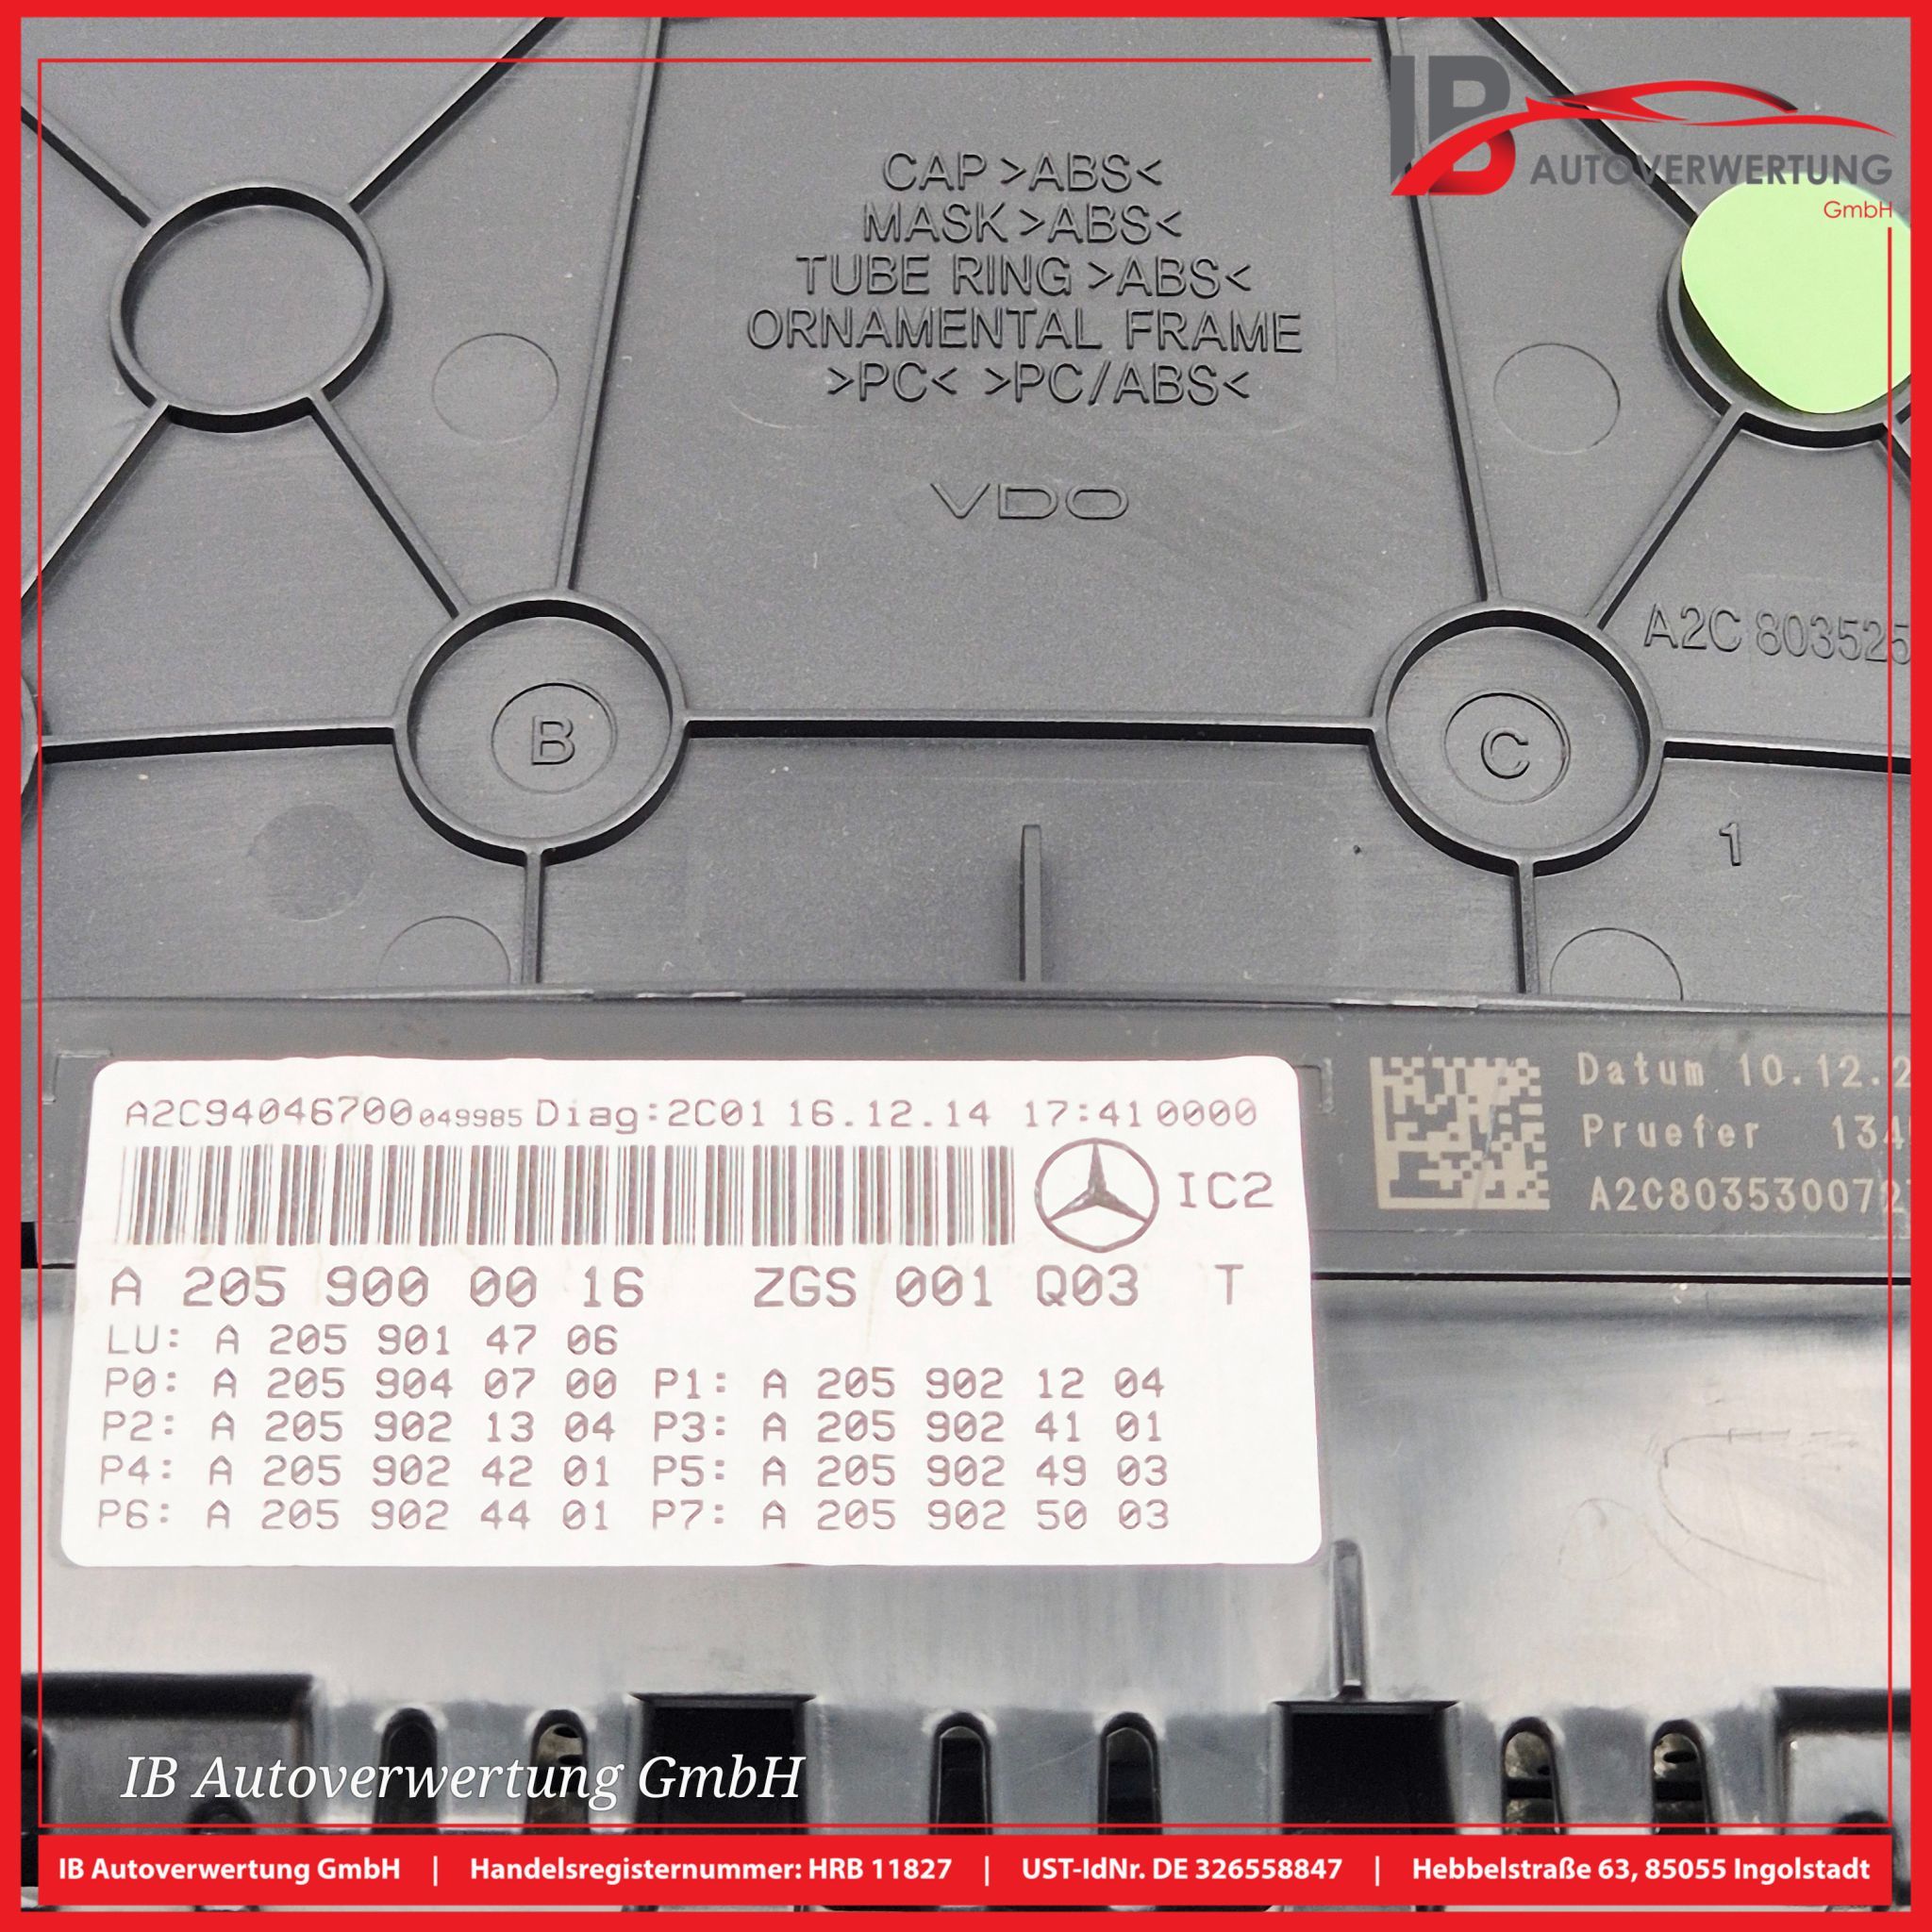 IB
AUTOVERWERTUNG
GmbH
CAP >ABS<
MASK >ABS<
TUBE RING >ABS<
ORNAMENTAL FRAME
>PC< >PC/ABS<
VDO
A2C 803525
B
C
1
A2C94046700049985 Diag:2C01 16.12.14 17:41 0000
IC2
A 205 900 00 16 ZGS 001 Q03 T
LU: A 205 901 47 06
P0: A 205 904 07 00 P1: A 205 902 12 04
P2: A 205 902 13 04 P3: A 205 902 41 01
P4: A 205 902 42 01 P5: A 205 902 49 03
P6: A 205 902 44 01 P7: A 205 902 50 03
Datum 10.12.2
Pruefer 134
A2C8035300727
IB Autoverwertung GmbH
IB Autoverwertung GmbH | Handelsregisternummer: HRB 11827 | UST-IdNr. DE 326558847 | Hebbelstraße 63, 85055 Ingolstadt